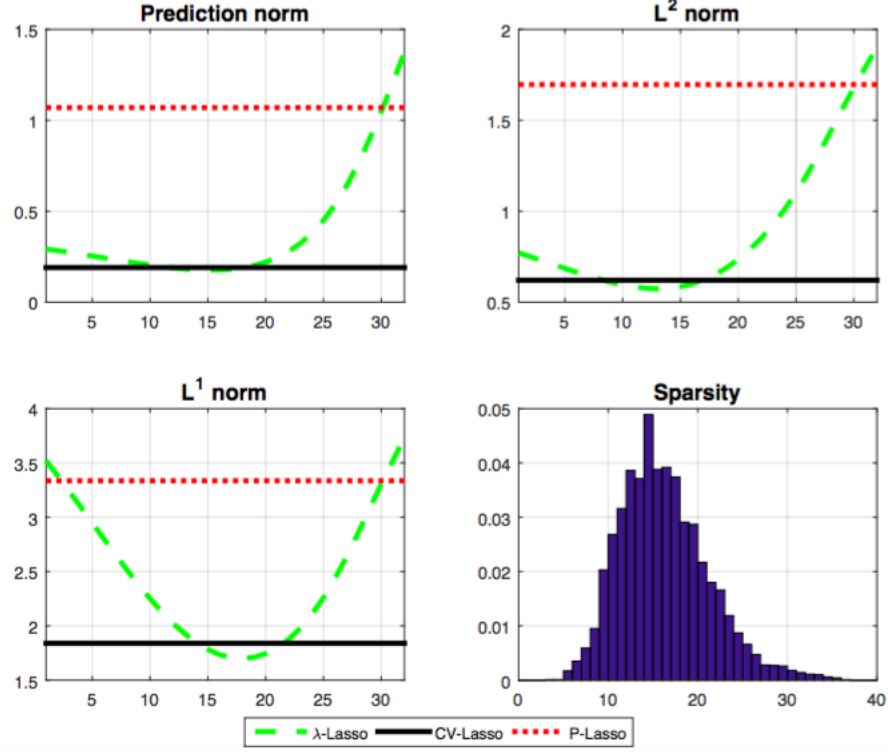 Prediction norm
1.5
1
0.5
0
5 10 15 20 25 30
L² norm
2
1.5
1
0.5
5 10 15 20 25 30
L¹ norm
4
3.5
3
2.5
2
1.5
5 10 15 20 25 30
Sparsity
0.05
0.04
0.03
0.02
0.01
0
0 10 20 30 40
λ-Lasso CV-Lasso P-Lasso